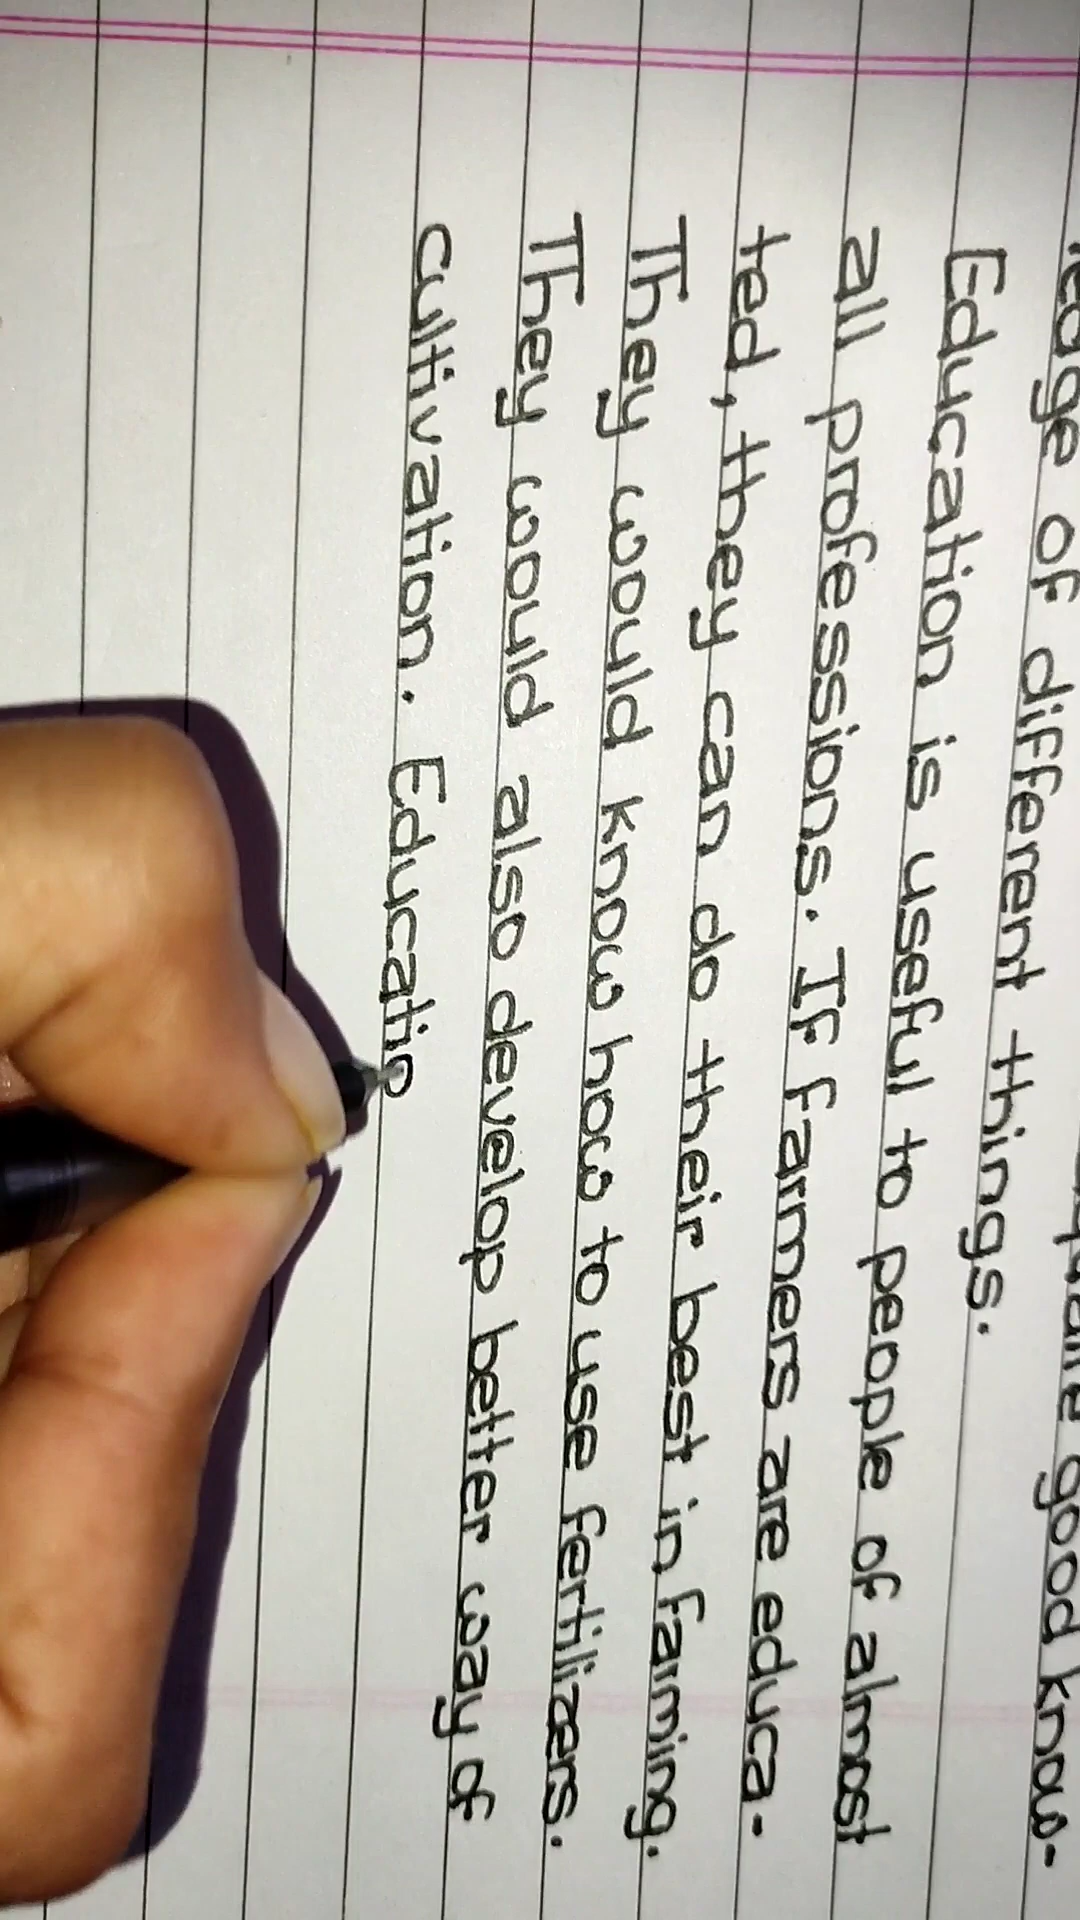 ledge of different things.
Education is useful to people of almost
all professions. If farmers are educa-
ted, they can do their best in farming.
They would know how to use fertilizers.
They would also develop better way of
cultivation. Educatio